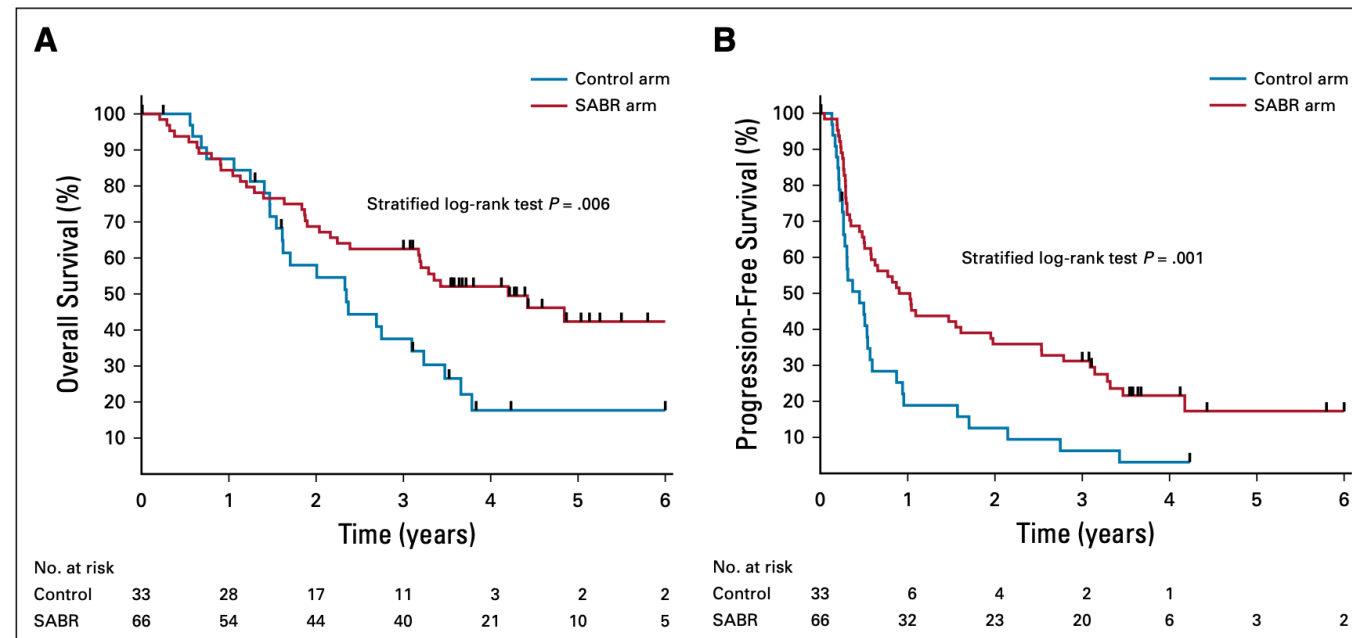 A
Control arm
SABR arm
Overall Survival (%)
100
90
80
70
60
50
40
30
20
10
Stratified log-rank test P = .006
0 1 2 3 4 5 6
Time (years)
No. at risk
Control 33 28 17 11 3 2 2
SABR 66 54 44 40 21 10 5
B
Control arm
SABR arm
Progression-Free Survival (%)
100
90
80
70
60
50
40
30
20
10
Stratified log-rank test P = .001
0 1 2 3 4 5 6
Time (years)
No. at risk
Control 33 6 4 2 1
SABR 66 32 23 20 6 3 2